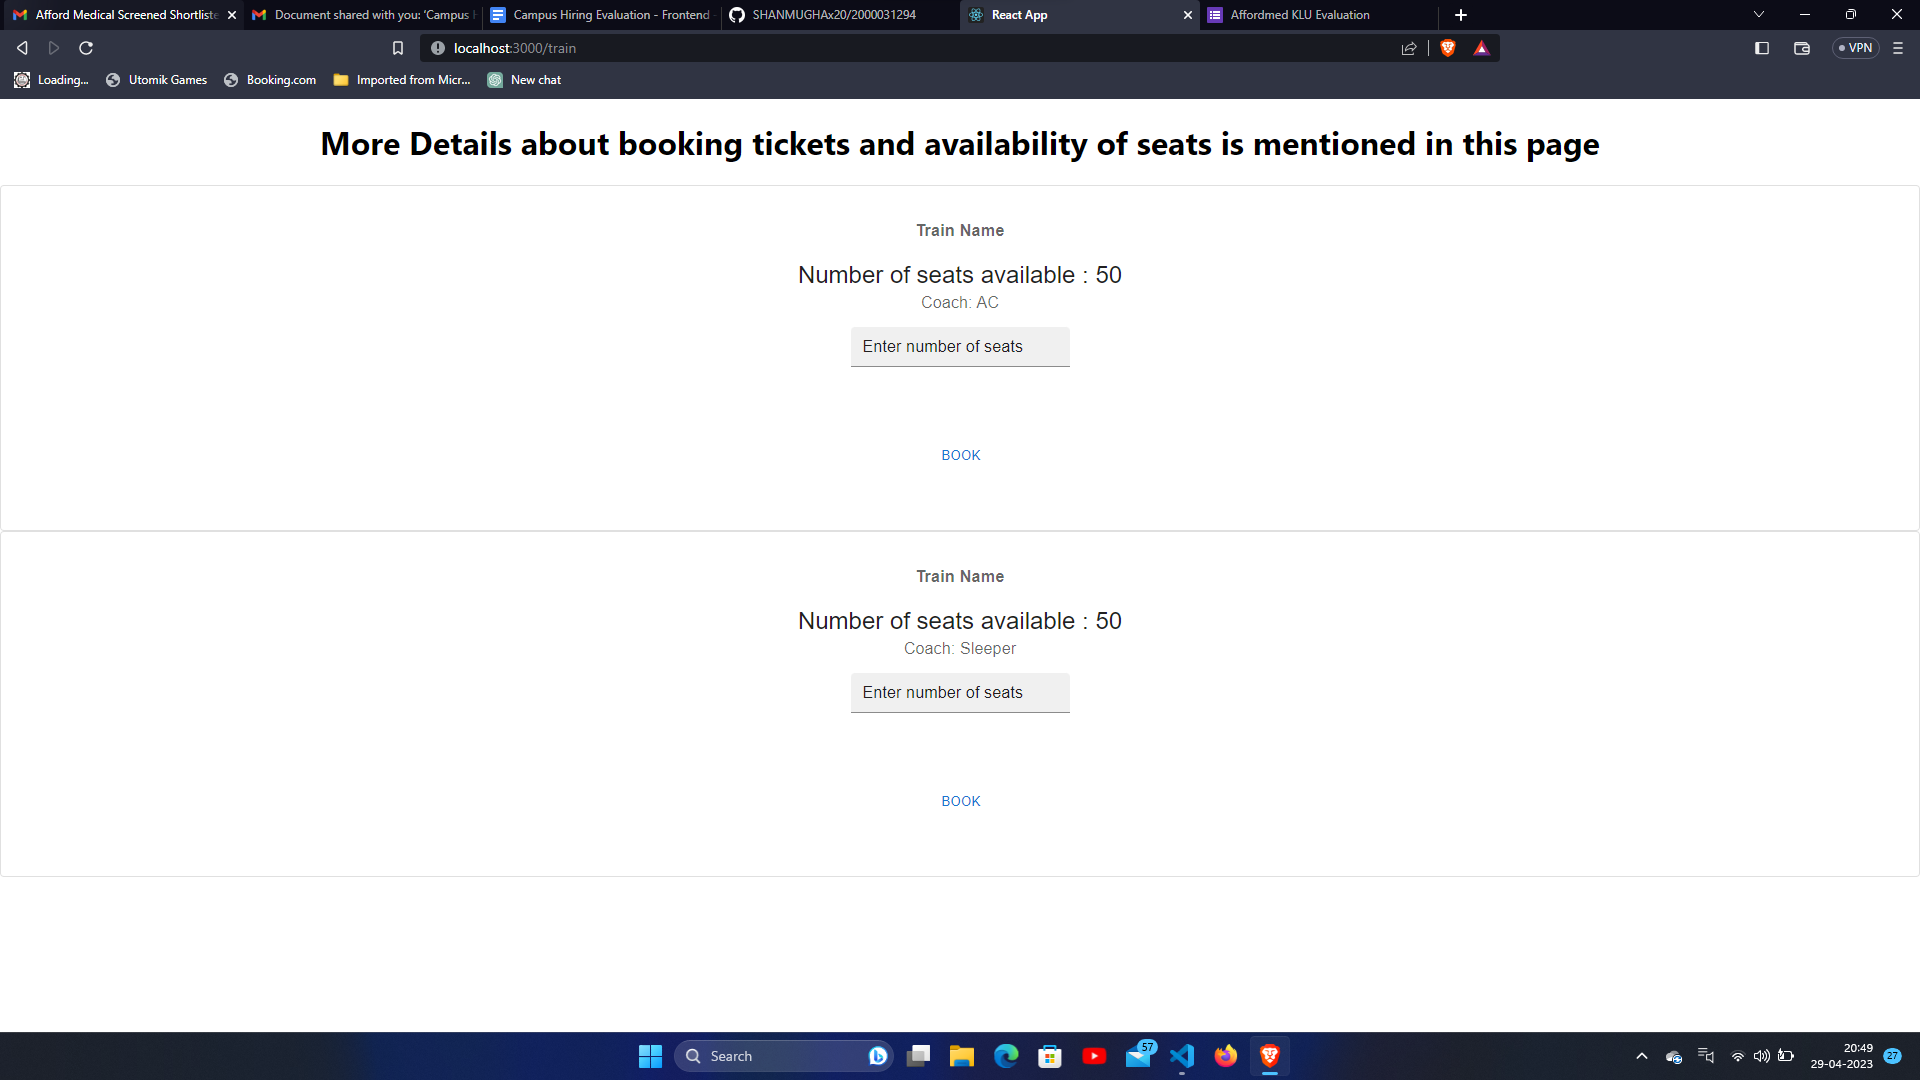 Afford Medical Screened Shortliste
Document shared with you: 'Campus H
Campus Hiring Evaluation - Frontend
SHANMUGHAx20/2000031294
React App
Affordmed KLU Evaluation
localhost:3000/train
VPN
Loading...
Utomik Games
Booking.com
Imported from Micr...
New chat
More Details about booking tickets and availability of seats is mentioned in this page
Train Name
Number of seats available : 50
Coach: AC
Enter number of seats
BOOK
Train Name
Number of seats available : 50
Coach: Sleeper
Enter number of seats
BOOK
Search
57
20:49
29-04-2023
27